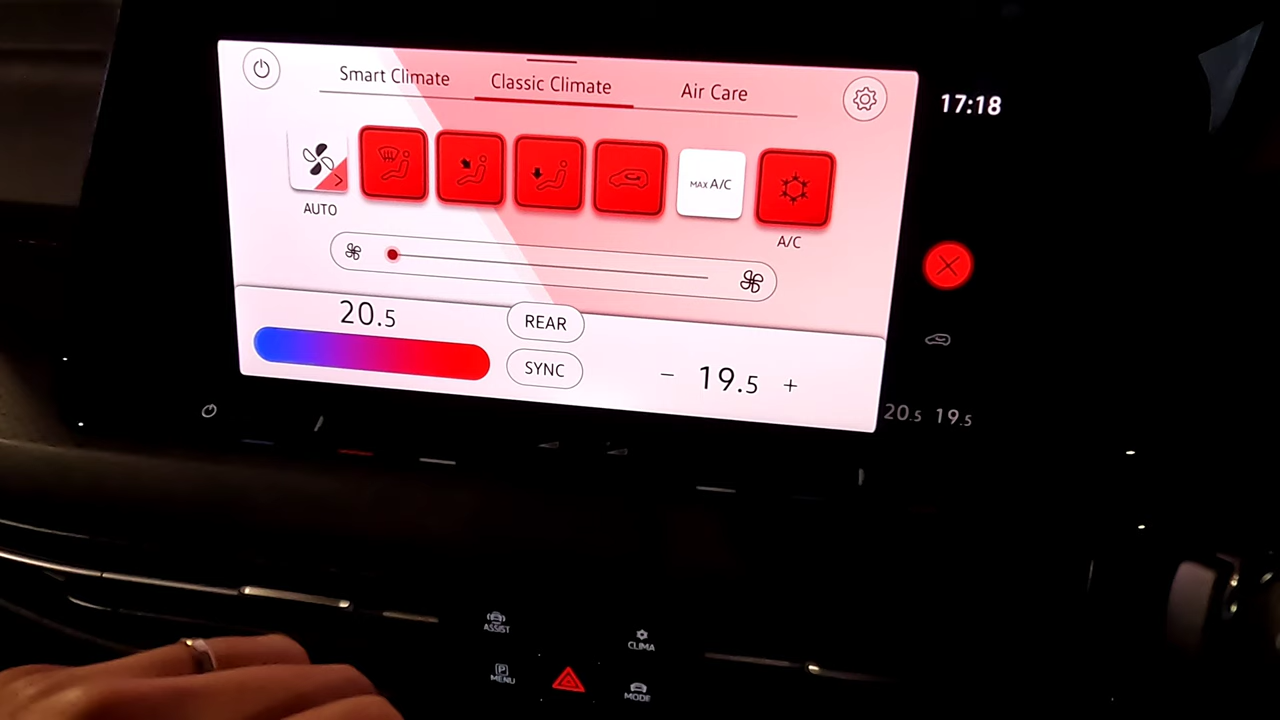 Smart Climate
Classic Climate
Air Care
17:18
MAX A/C
AUTO
A/C
20.5
REAR
SYNC
- 19.5 +
20.5 19.5
ASSIST
CLIMA
P
MENU
MODE